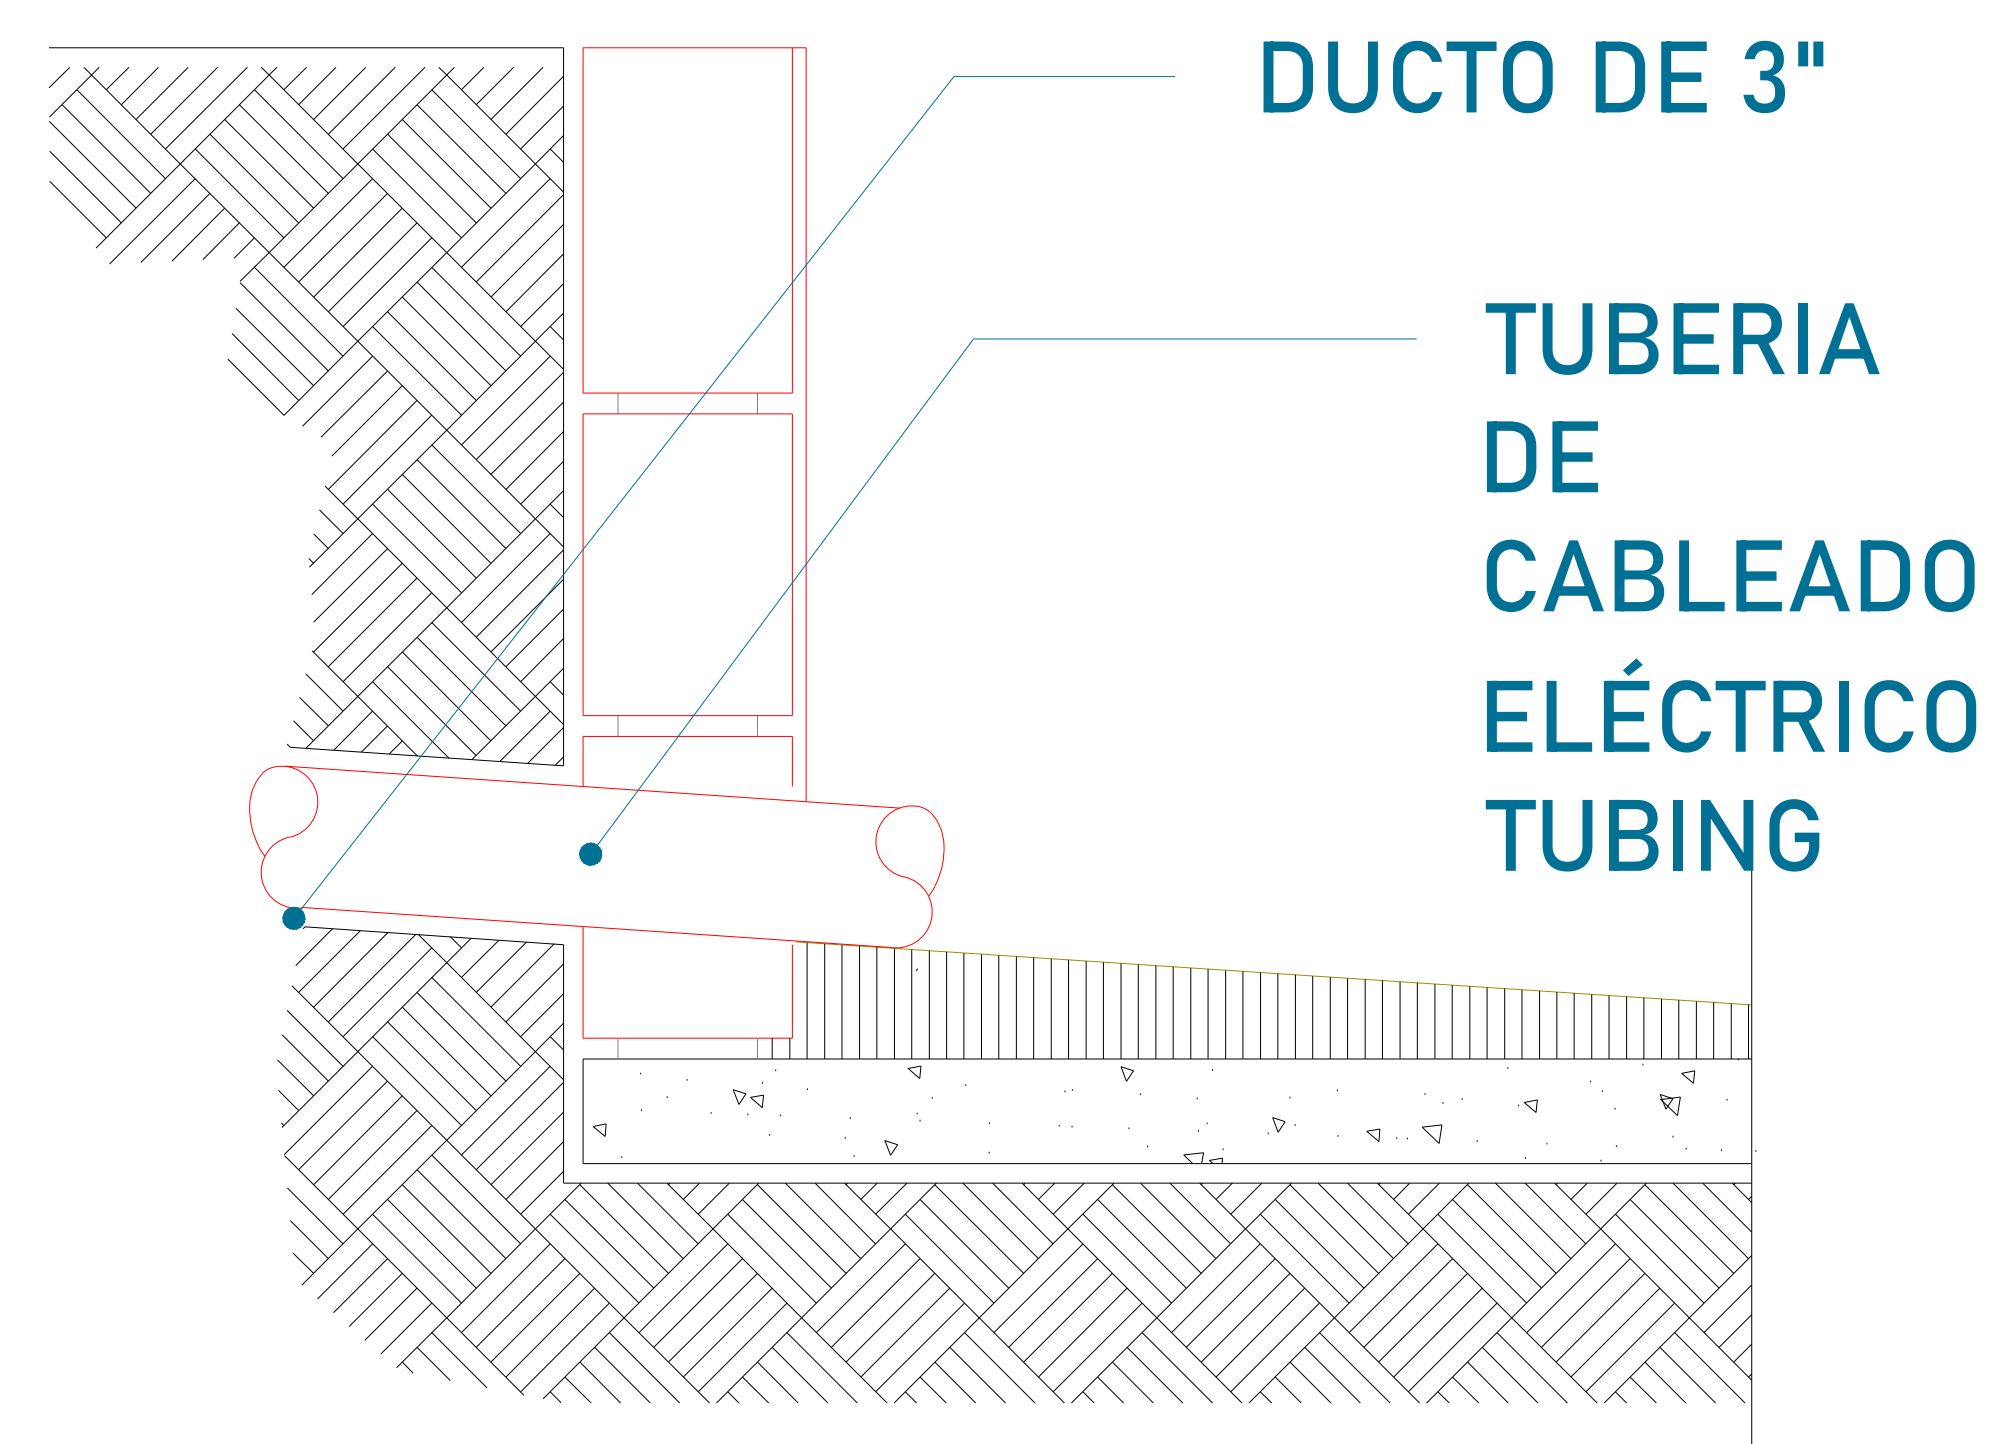 DUCTO DE 3"
TUBERIA
DE
CABLEADO
ELÉCTRICO
TUBING